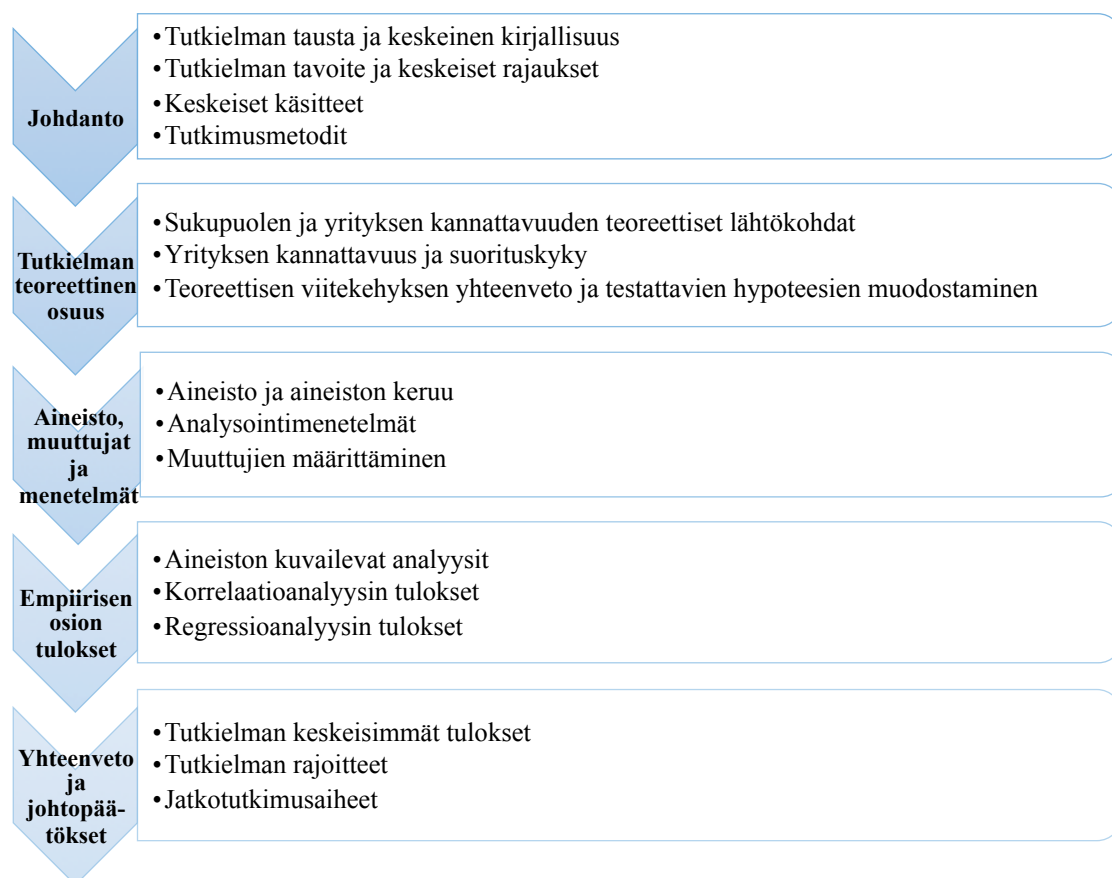 Johdanto
•Tutkielman tausta ja keskeinen kirjallisuus
•Tutkielman tavoite ja keskeiset rajaukset
•Keskeiset käsitteet
•Tutkimusmetodit
Tutkielman
teoreettinen
osuus
•Sukupuolen ja yrityksen kannattavuuden teoreettiset lähtökohdat
•Yrityksen kannattavuus ja suorituskyky
•Teoreettisen viitekehyksen yhteenveto ja testattavien hypoteesien muodostaminen
Aineisto,
muuttujat
ja
menetelmät
•Aineisto ja aineiston keruu
•Analysointimenetelmät
•Muuttujien määrittäminen
Empiirisen
osion
tulokset
•Aineiston kuvailevat analyysit
•Korrelaatioanalyysin tulokset
•Regressioanalyysin tulokset
Yhteenveto
ja
johtopää-
tökset
•Tutkielman keskeisimmät tulokset
•Tutkielman rajoitteet
•Jatkotutkimusaiheet